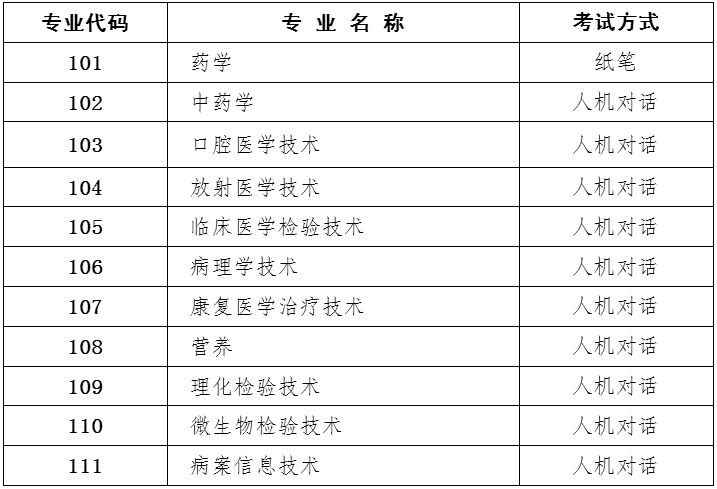 专业代码 专 业 名 称 考试方式
101 药学 纸笔
102 中药学 人机对话
103 口腔医学技术 人机对话
104 放射医学技术 人机对话
105 临床医学检验技术 人机对话
106 病理学技术 人机对话
107 康复医学治疗技术 人机对话
108 营养 人机对话
109 理化检验技术 人机对话
110 微生物检验技术 人机对话
111 病案信息技术 人机对话